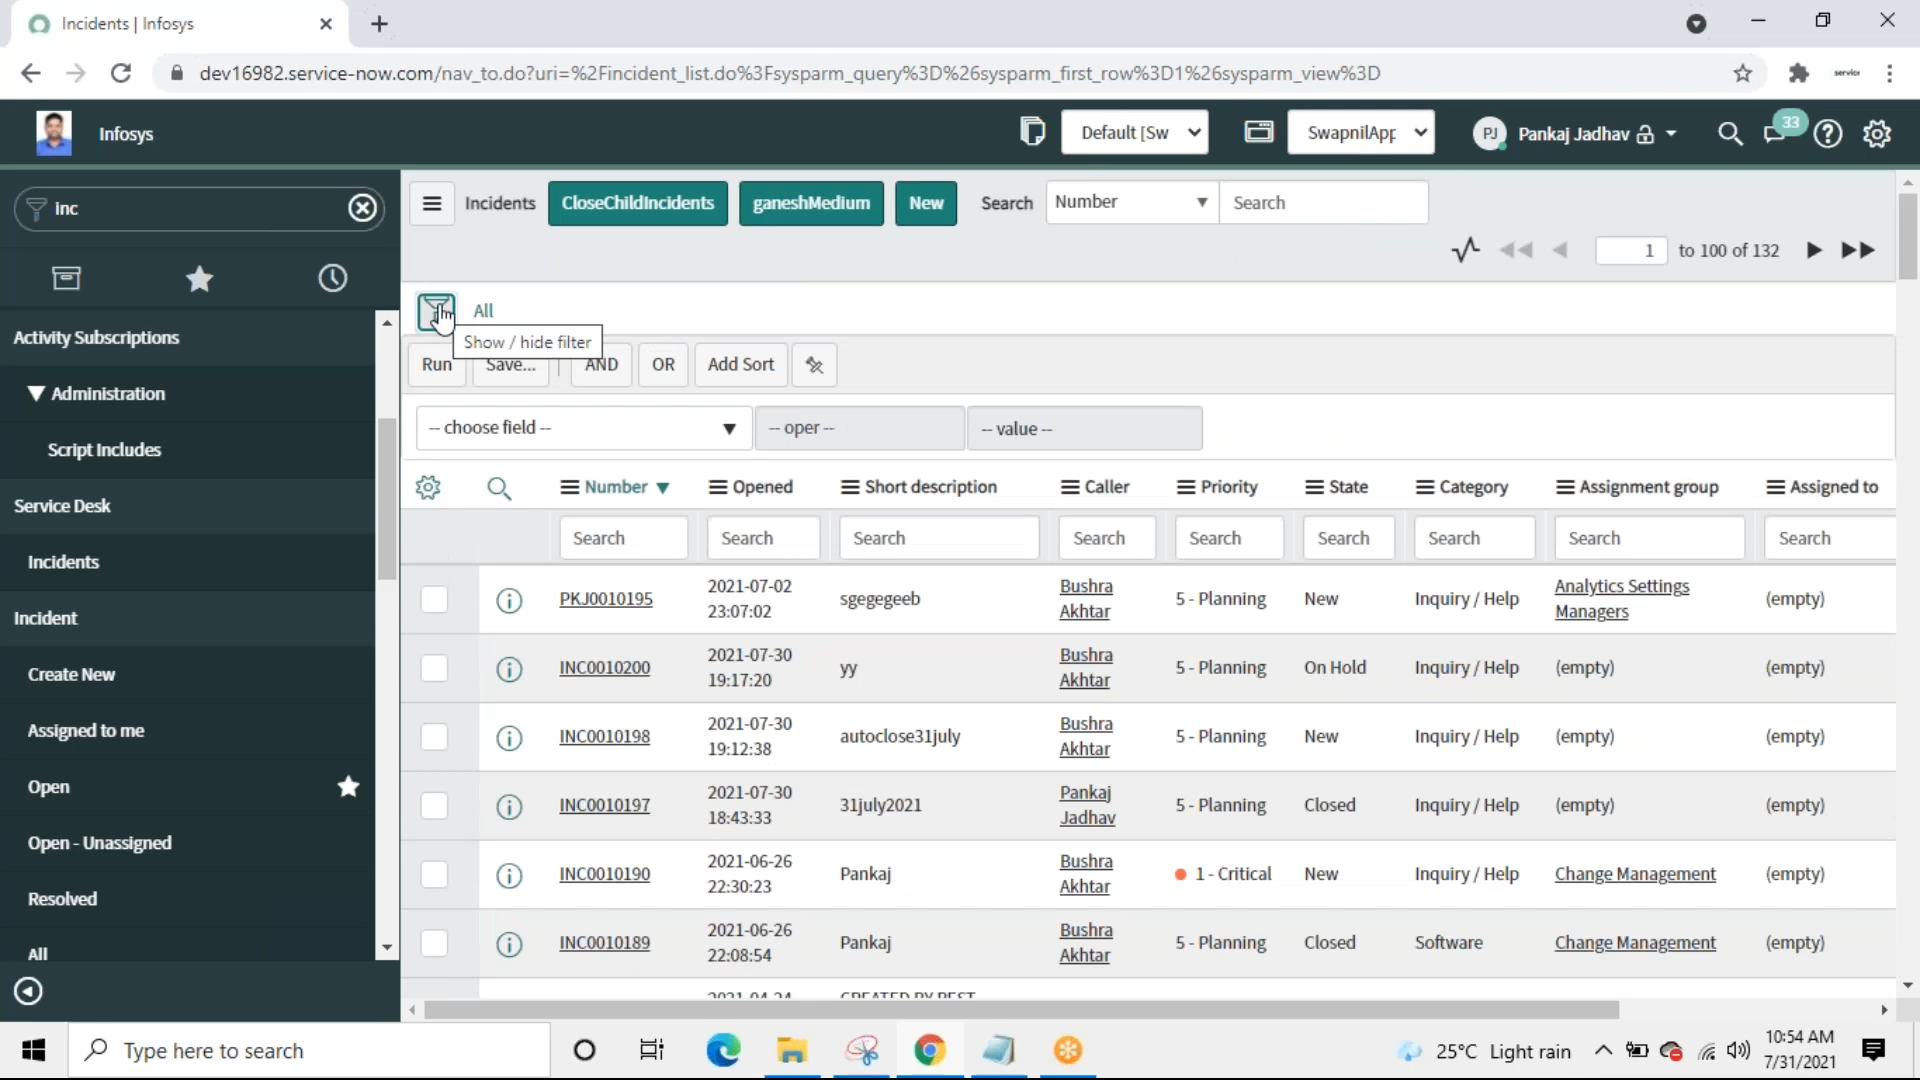 Incidents | Infosys
dev16982.service-now.com/nav_to.do?uri=%2Fincident_list.do%3Fsysparm_query%3D%26sysparm_first_row%3D1%26sysparm_view%3D
service
Infosys
Default [Sw
SwapnilApp
PJ
Pankaj Jadhav
33
inc
Incidents
CloseChildIncidents
ganeshMedium
New
Search
Number
Search
1
to 100 of 132
All
Show / hide filter
Run
Save...
AND
OR
Add Sort
-- choose field --
-- oper --
-- value --
Activity Subscriptions
Administration
Script Includes
Service Desk
Incidents
Incident
Create New
Assigned to me
Open
Open - Unassigned
Resolved
All
Number Opened Short description Caller Priority State Category Assignment group Assigned to
Search Search Search Search Search Search Search Search Search
PKJ0010195 2021-07-02 23:07:02 sgegegeeb Bushra Akhtar 5 - Planning New Inquiry / Help Analytics Settings Managers (empty)
INC0010200 2021-07-30 19:17:20 yy Bushra Akhtar 5 - Planning On Hold Inquiry / Help (empty) (empty)
INC0010198 2021-07-30 19:12:38 autoclose31july Bushra Akhtar 5 - Planning New Inquiry / Help (empty) (empty)
INC0010197 2021-07-30 18:43:33 31july2021 Pankaj Jadhav 5 - Planning Closed Inquiry / Help (empty) (empty)
INC0010190 2021-06-26 22:30:23 Pankaj Bushra Akhtar 1 - Critical New Inquiry / Help Change Management (empty)
INC0010189 2021-06-26 22:08:54 Pankaj Bushra Akhtar 5 - Planning Closed Software Change Management (empty)
Type here to search
25°C Light rain
10:54 AM
7/31/2021